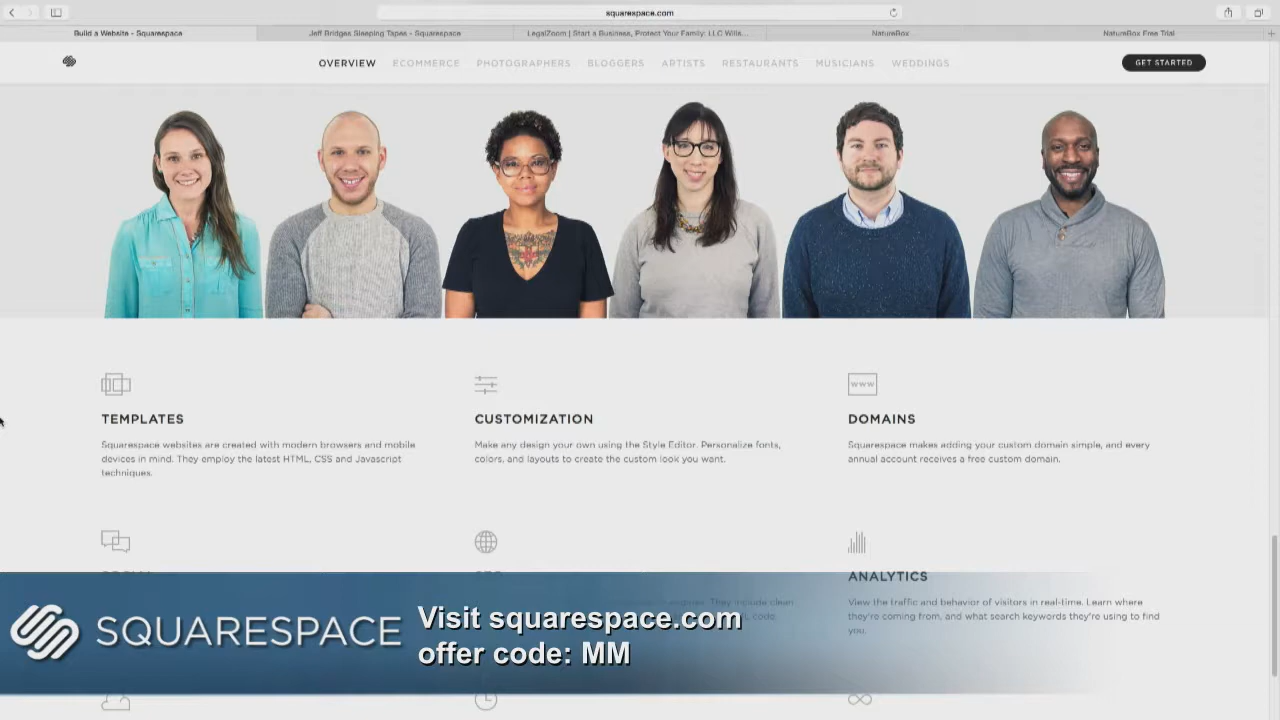 squarespace.com
Build a Website - Squarespace
Jeff Bridges Sleeping Tapes - Squarespace
LegalZoom | Start a Business, Protect Your Family: LLC Wills...
NatureBox
NatureBox Free Trial
OVERVIEW ECOMMERCE PHOTOGRAPHERS BLOGGERS ARTISTS RESTAURANTS MUSICIANS WEDDINGS
GET STARTED
TEMPLATES
Squarespace websites are created with modern browsers and mobile
devices in mind. They employ the latest HTML, CSS and Javascript
techniques.
CUSTOMIZATION
Make any design your own using the Style Editor. Personalize fonts,
colors, and layouts to create the custom look you want.
WWW
DOMAINS
Squarespace makes adding your custom domain simple, and every
annual account receives a free custom domain.
They include clean
code.
ANALYTICS
View the traffic and behavior of visitors in real-time. Learn where
they're coming from, and what search keywords they're using to find
you.
SQUARESPACE
Visit squarespace.com
offer code: MM